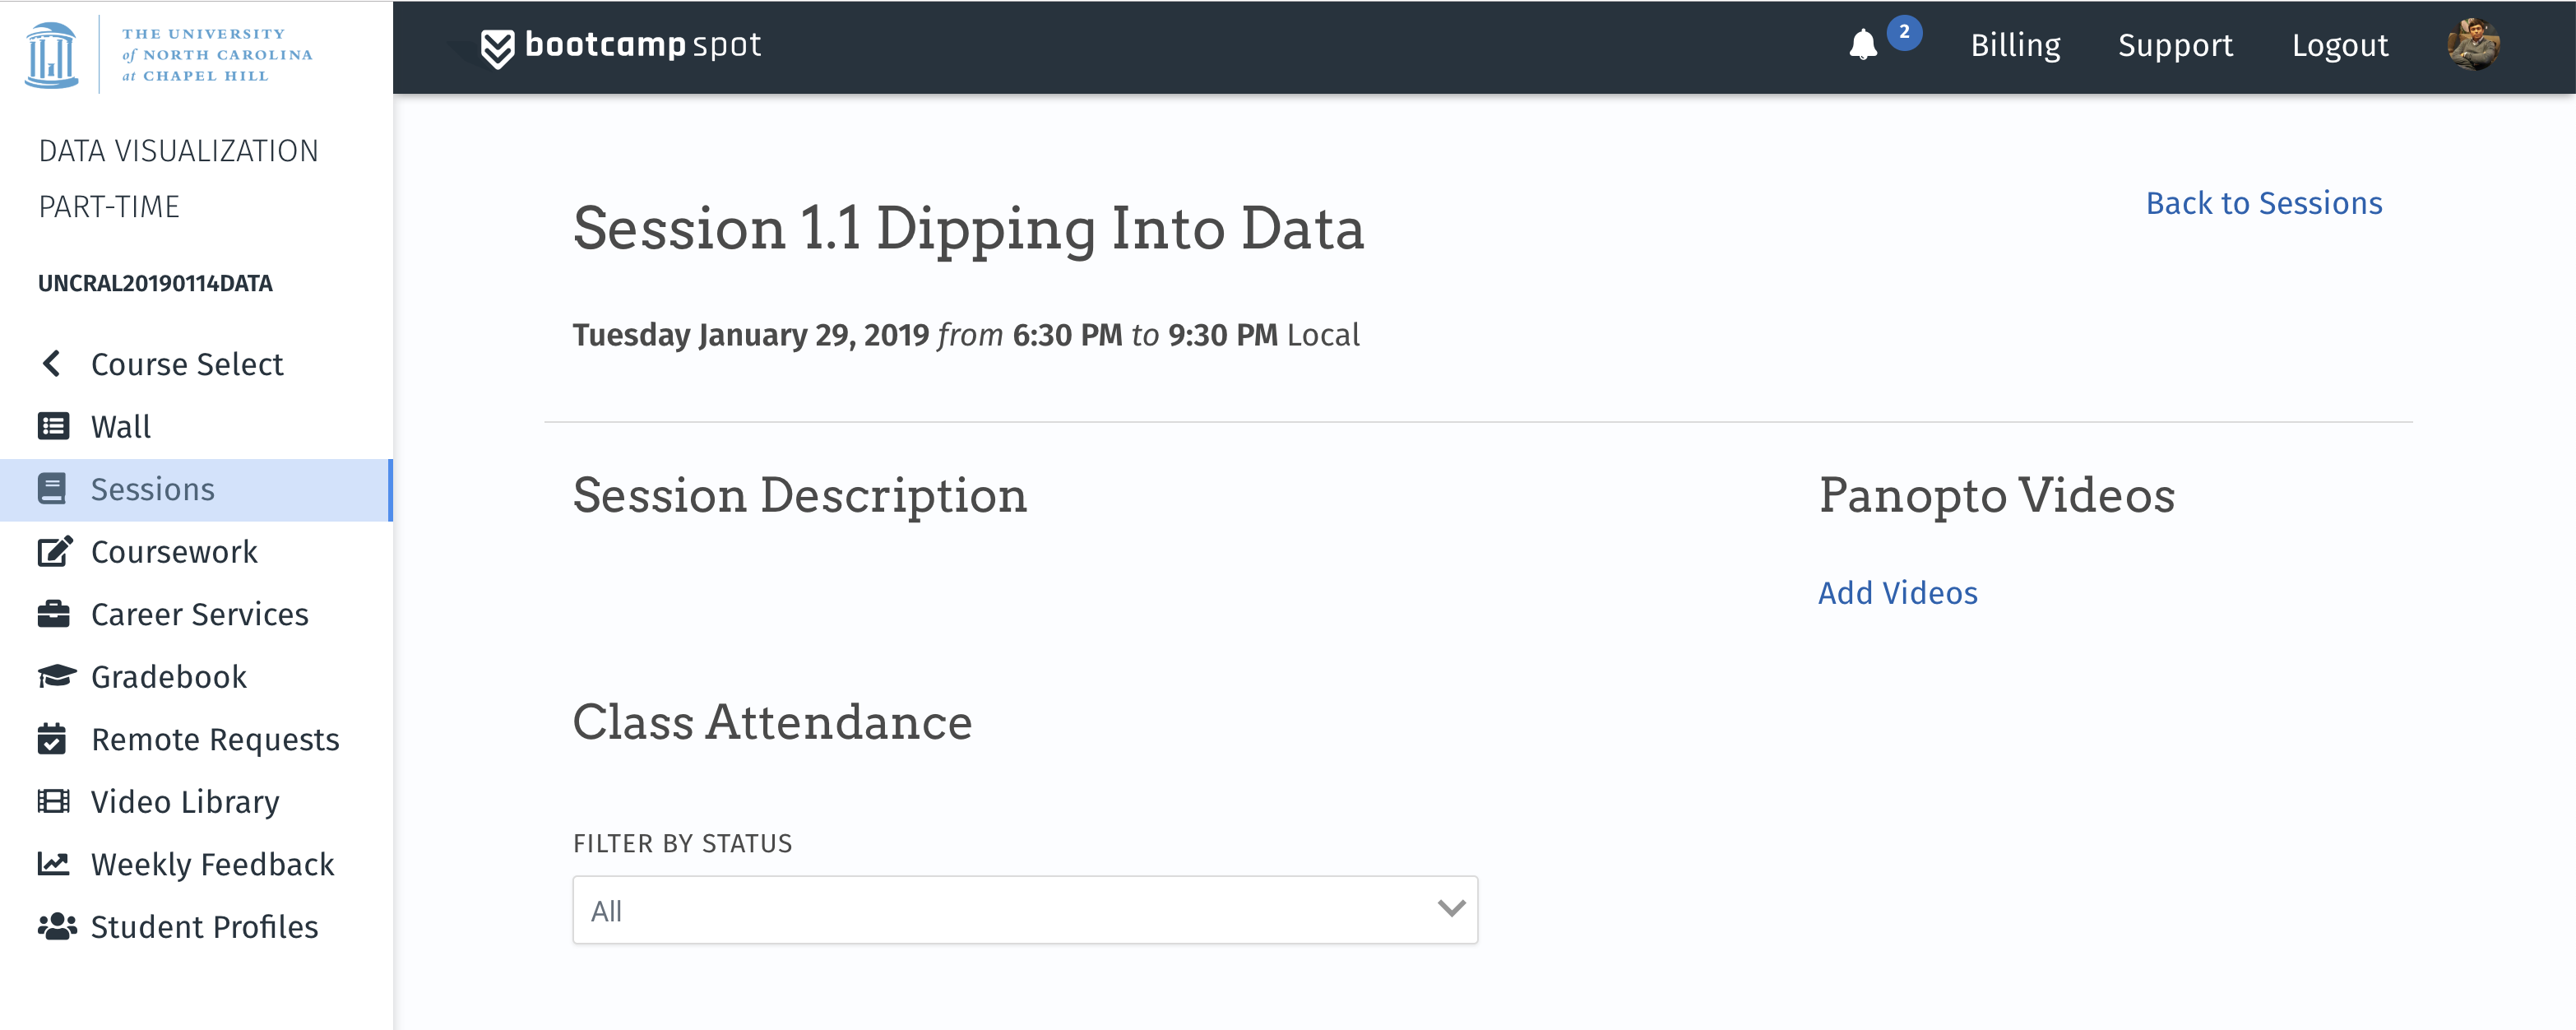 THE UNIVERSITY
of NORTH CAROLINA
at CHAPEL HILL
bootcamp spot
2
Billing
Support
Logout
DATA VISUALIZATION
PART-TIME
UNCRAL20190114DATA
Course Select
Wall
Sessions
Coursework
Career Services
Gradebook
Remote Requests
Video Library
Weekly Feedback
Student Profiles
Session 1.1 Dipping Into Data
Back to Sessions
Tuesday January 29, 2019 from 6:30 PM to 9:30 PM Local
Session Description
Panopto Videos
Add Videos
Class Attendance
FILTER BY STATUS
All